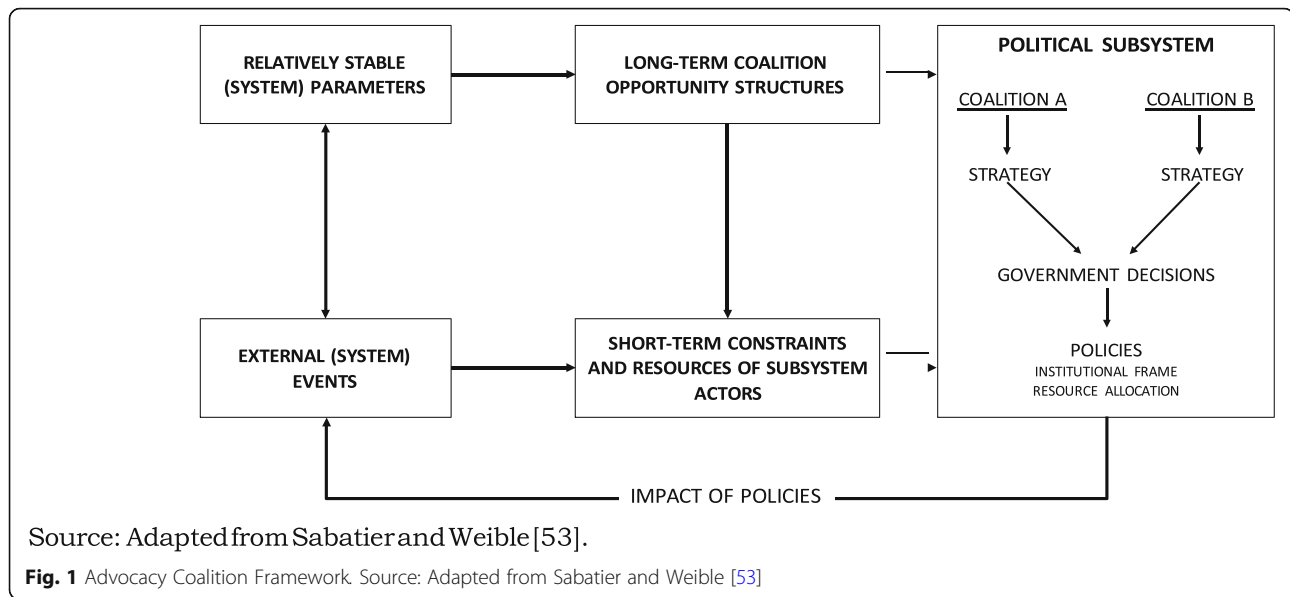 RELATIVELY STABLE
(SYSTEM) PARAMETERS
LONG-TERM COALITION
OPPORTUNITY STRUCTURES
POLITICAL SUBSYSTEM
COALITION A
COALITION B
STRATEGY
STRATEGY
GOVERNMENT DECISIONS
POLICIES
INSTITUTIONAL FRAME
RESOURCE ALLOCATION
EXTERNAL (SYSTEM)
EVENTS
SHORT-TERM CONSTRAINTS
AND RESOURCES OF SUBSYSTEM
ACTORS
IMPACT OF POLICIES
Source: Adapted from Sabatier and Weible [53].
Fig. 1 Advocacy Coalition Framework. Source: Adapted from Sabatier and Weible [53]